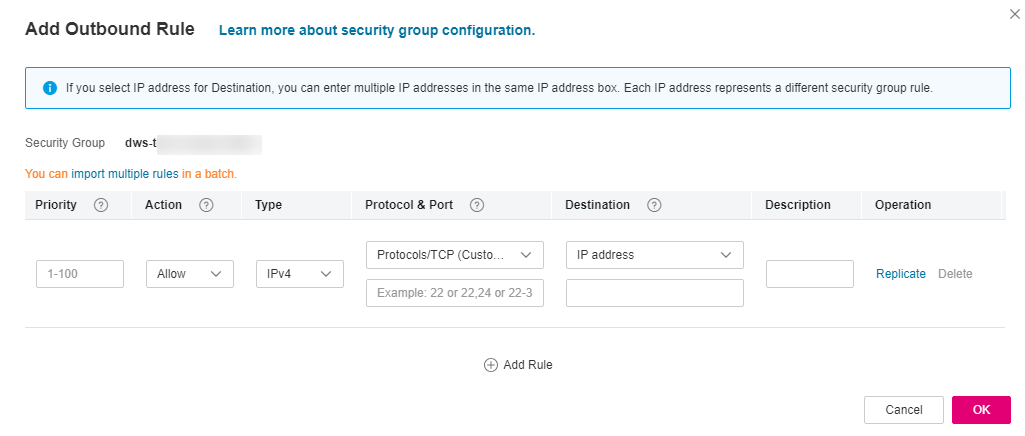 Add Outbound Rule Learn more about security group configuration.
If you select IP address for Destination, you can enter multiple IP addresses in the same IP address box. Each IP address represents a different security group rule.
Security Group dws-t
You can import multiple rules in a batch.
Priority Action Type Protocol & Port Destination Description Operation
Protocols/TCP (Custo... IP address
1-100 Allow IPv4 Replicate Delete
Example: 22 or 22,24 or 22-3
Add Rule
Cancel OK